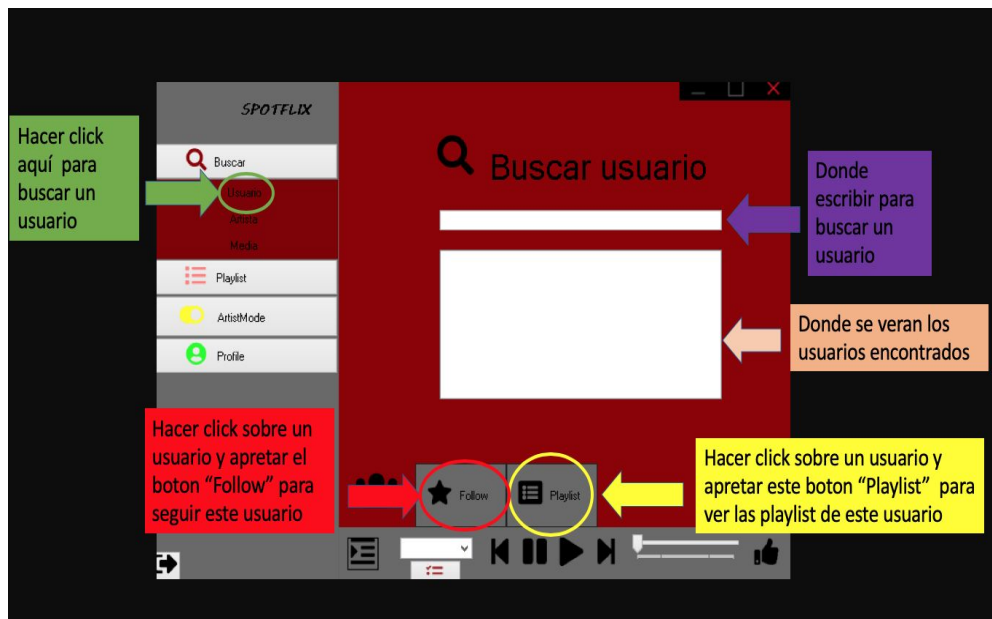 SPOTFLIX
Hacer click
aquí para
buscar un
usuario
Buscar
Usuario
Artista
Media
Playlist
ArtistMode
Profile
Buscar usuario
Donde
escribir para
buscar un
usuario
Donde se veran los
usuarios encontrados
Hacer click sobre un
usuario y apretar el
boton “Follow” para
seguir este usuario
Follow
Playlist
Hacer click sobre un usuario y
apretar este boton “Playlist” para
ver las playlist de este usuario